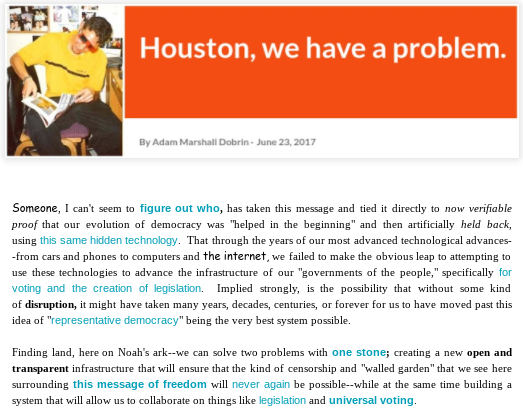 Houston, we have a problem.
By Adam Marshall Dobrin - June 23, 2017
Someone, I can't seem to figure out who, has taken this message and tied it directly to now verifiable
proof that our evolution of democracy was "helped in the beginning" and then artificially held back,
using this same hidden technology. That through the years of our most advanced technological advances-
-from cars and phones to computers and the internet, we failed to make the obvious leap to attempting to
use these technologies to advance the infrastructure of our "governments of the people," specifically for
voting and the creation of legislation. Implied strongly, is the possibility that without some kind
of disruption, it might have taken many years, decades, centuries, or forever for us to have moved past this
idea of "representative democracy" being the very best system possible.
Finding land, here on Noah's ark--we can solve two problems with one stone; creating a new open and
transparent infrastructure that will ensure that the kind of censorship and "walled garden" that we see here
surrounding this message of freedom will never again be possible--while at the same time building a
system that will allow us to collaborate on things like legislation and universal voting.